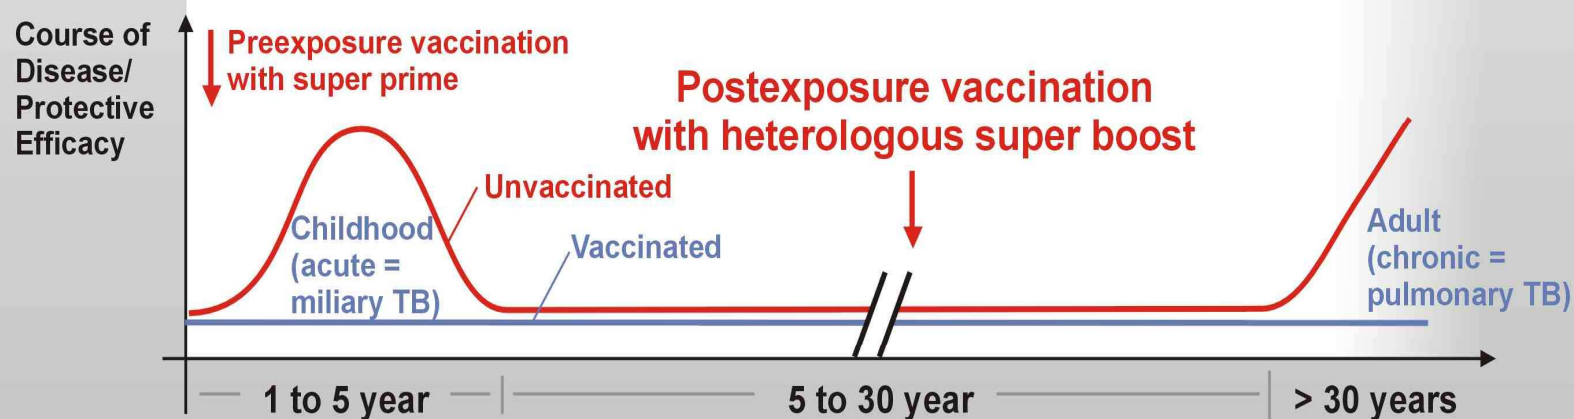 Course of
Disease/
Protective
Efficacy
Preexposure vaccination
with super prime
Postexposure vaccination
with heterologous super boost
Unvaccinated
Vaccinated
Childhood
(acute =
miliary TB)
Adult
(chronic =
pulmonary TB)
1 to 5 year
5 to 30 year
> 30 years